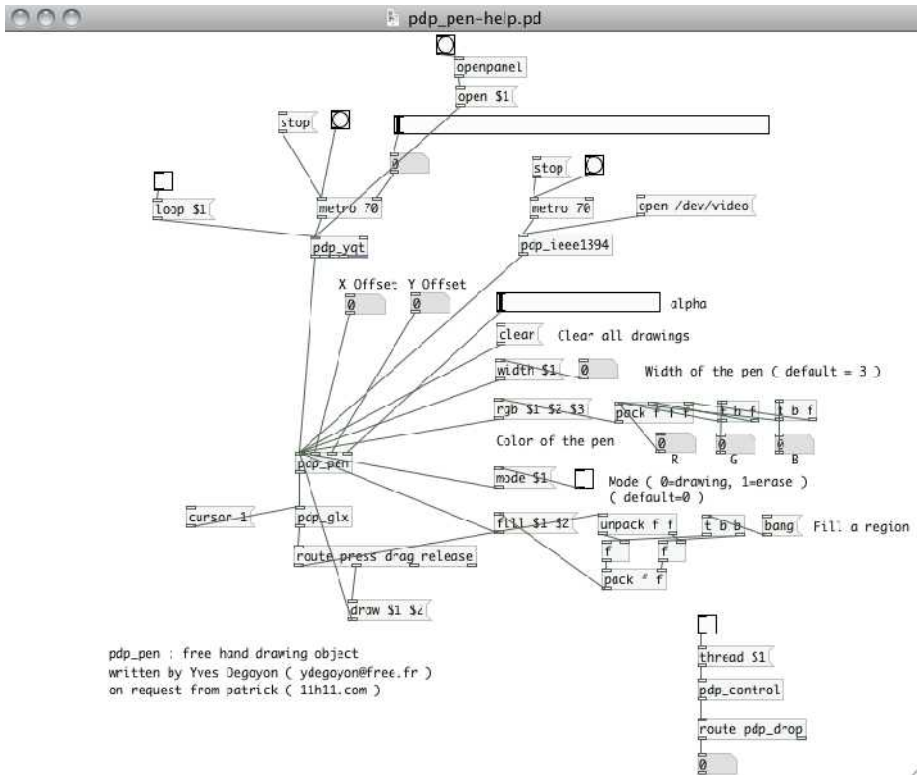 pdp_pen-help.pd
openpanel
open $1
stop
0
stop
loop $1
metro 70
metro 70
open /dev/video
pdp_yqt
pdp_ieee1394
X Offset Y Offset
0
0
alpha
clear
Clear all drawings
width $1
0
Width of the pen ( default = 3 )
rgb $1 $2 $3
pack f f f
t b f
t b f
Color of the pen
0
0
0
R
G
B
pdp_pen
mode $1
Mode ( 0=drawing, 1=erase )
( default=0 )
cursor 1
pdp_glx
fill $1 $2
unpack f f
t b b
bang
Fill a region
route press drag release
f
f
pack f f
draw $1 $2
pdp_pen : free hand drawing object
written by Yves Degoyon ( ydegoyon@free.fr )
on request from patrick ( 11h11.com )
thread $1
pdp_control
route pdp_drop
0